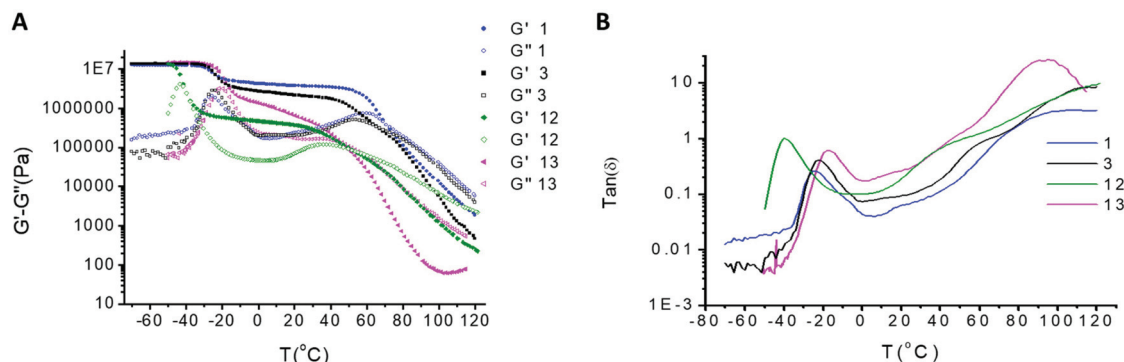 A
G'-G"(Pa)
1E7
1000000
100000
10000
1000
100
10
-60 -40 -20 0 20 40 60 80 100 120
T(°C)
G' 1
G" 1
G' 3
G" 3
G' 12
G" 12
G' 13
G" 13
B
Tan(δ)
10
1
0.1
0.01
1E-3
-80 -60 -40 -20 0 20 40 60 80 100 120
T(°C)
1
3
12
13